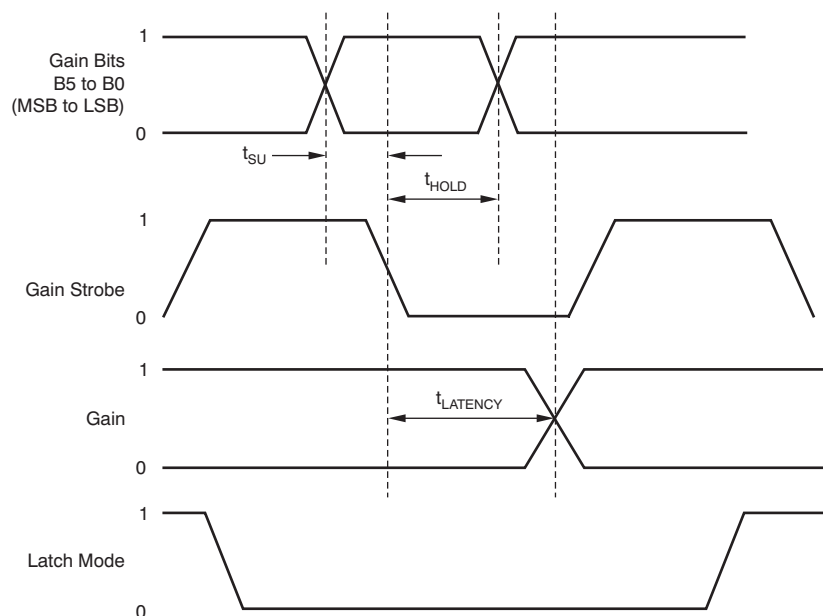 1
Gain Bits
B5 to B0
(MSB to LSB)
0
tSU
tHOLD
1
Gain Strobe
0
1
tLATENCY
Gain
0
1
Latch Mode
0